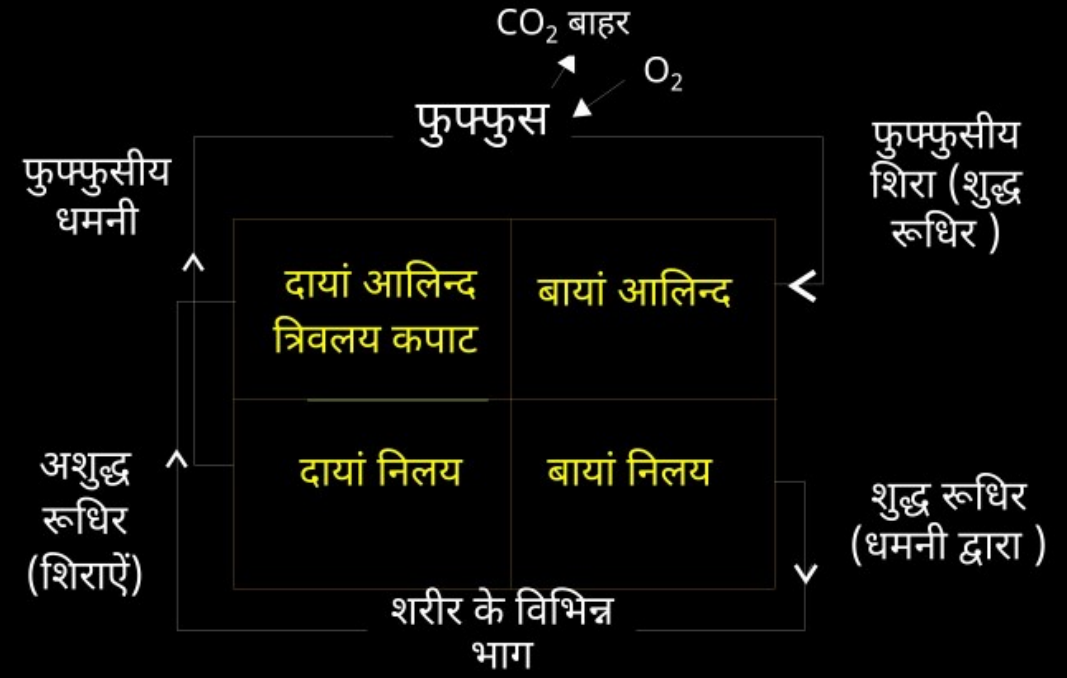 CO₂ बाहर
O₂
फुफ्फुस
फुफ्फुसीय
धमनी
फुफ्फुसीय
शिरा (शुद्ध
रूधिर )
दायां आलिन्द
त्रिवलय कपाट
बायां आलिन्द
अशुद्ध
रूधिर
(शिराऐं)
दायां निलय
बायां निलय
शुद्ध रूधिर
(धमनी द्वारा )
शरीर के विभिन्न
भाग